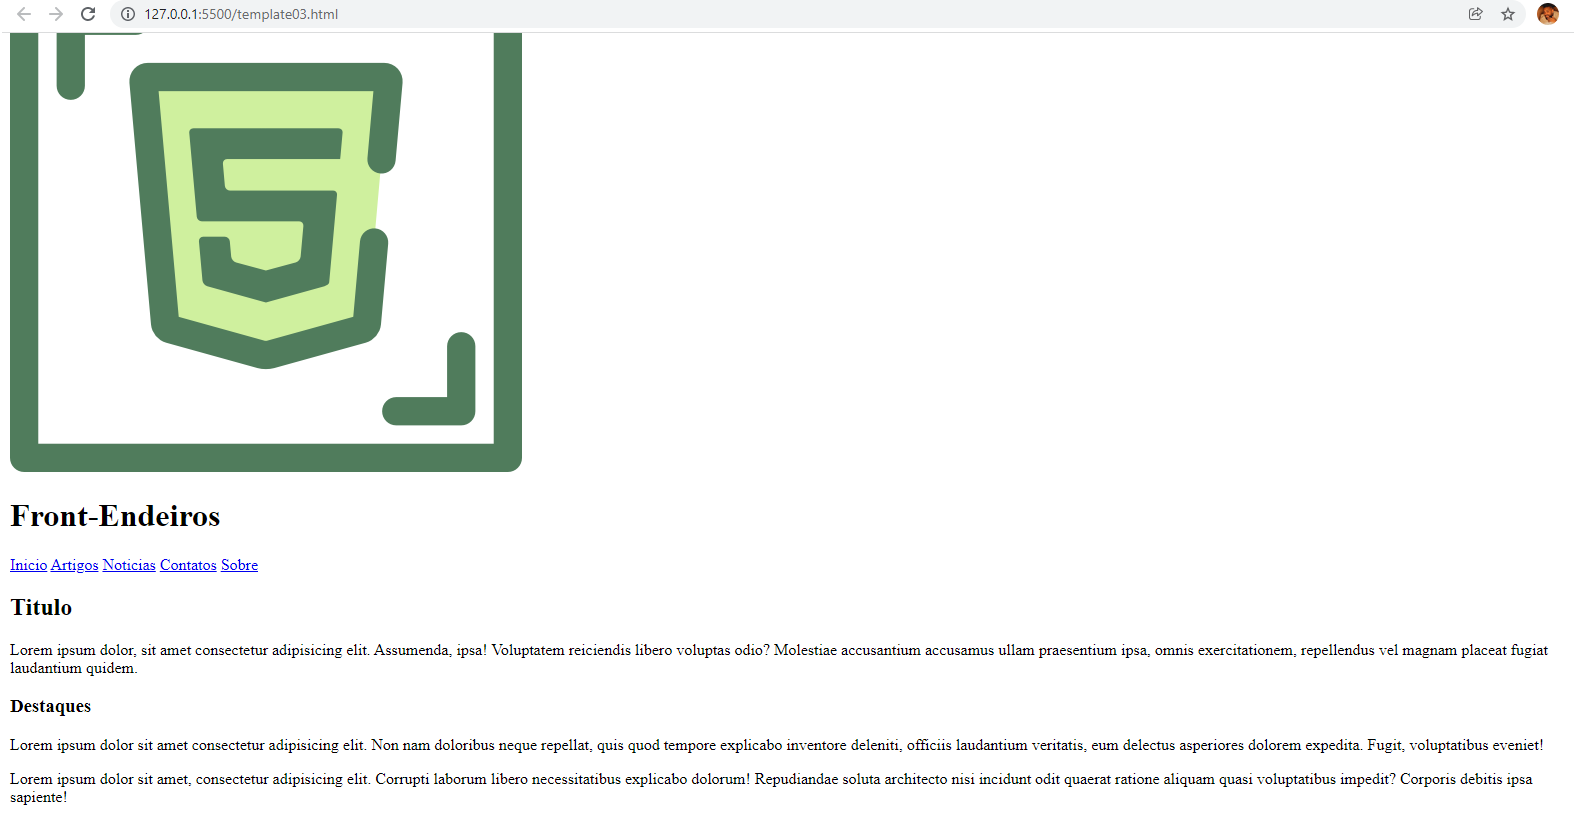 127.0.0.1:5500/template03.html
5
Front-Endeiros
Inicio Artigos Noticias Contatos Sobre
Titulo
Lorem ipsum dolor, sit amet consectetur adipisicing elit. Assumenda, ipsa! Voluptatem reiciendis libero voluptas odio? Molestiae accusantium accusamus ullam praesentium ipsa, omnis exercitationem, repellendus vel magnam placeat fugiat
laudantium quidem.
Destaques
Lorem ipsum dolor sit amet consectetur adipisicing elit. Non nam doloribus neque repellat, quis quod tempore explicabo inventore deleniti, officiis laudantium veritatis, eum delectus asperiores dolorem expedita. Fugit, voluptatibus eveniet!
Lorem ipsum dolor sit amet, consectetur adipisicing elit. Corrupti laborum libero necessitatibus explicabo dolorum! Repudiandae soluta architecto nisi incidunt odit quaerat ratione aliquam quasi voluptatibus impedit? Corporis debitis ipsa
sapiente!